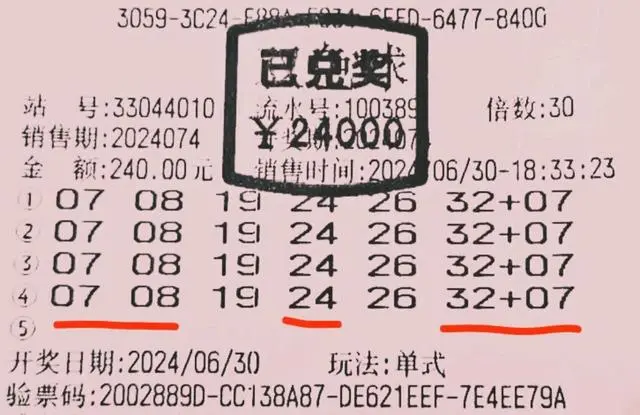 3059-3C24-E88A-F834-6EED-6477-8400
球
已兑奖
¥24000
站 号:33044010 流水号:100389 倍数:30
销售期:2024074
金 额:240.00元 销售时间:2024/06/30-18:33:23
① 07 08 19 24 26 32+07
② 07 08 19 24 26 32+07
③ 07 08 19 24 26 32+07
④ 07 08 19 24 26 32+07
⑤
开奖日期:2024/06/30 玩法:单式
验票码:2002889D-CC138A87-DE621EEF-7E4EE79A